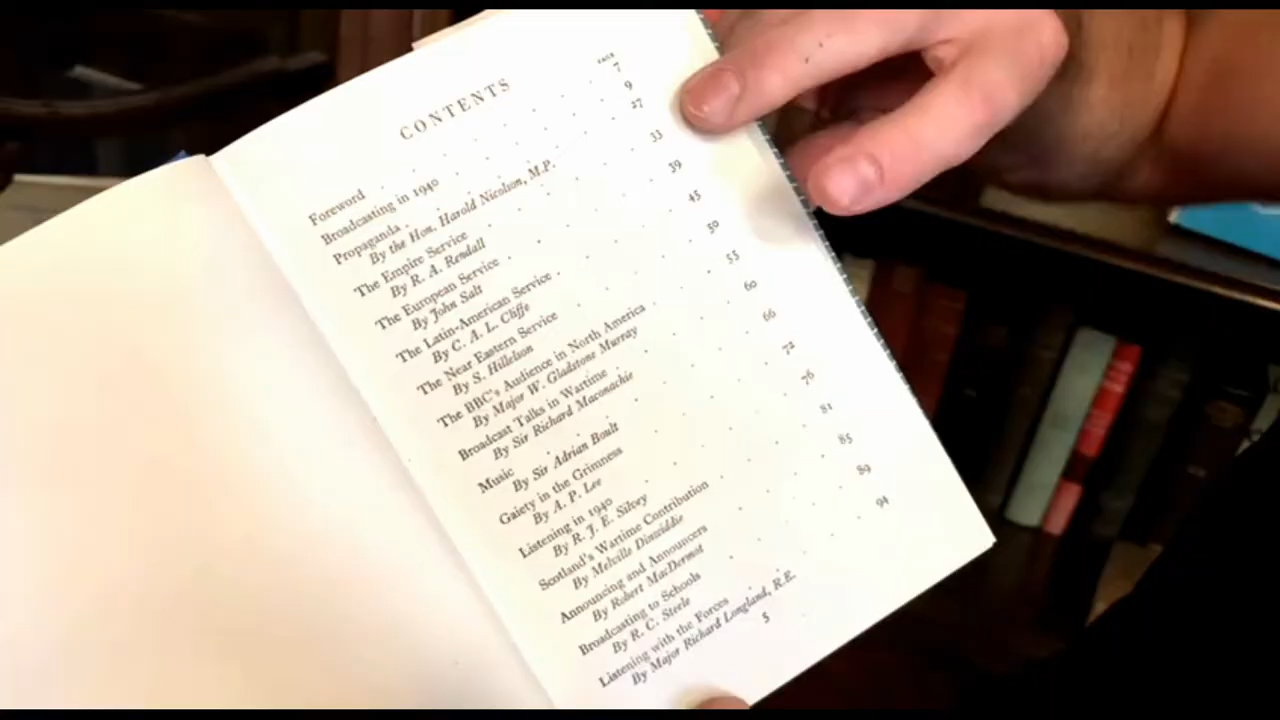 CONTENTS
PAGE
Foreword 7
Broadcasting in 1940 9
Propaganda 27
By the Hon. Harold Nicolson, M.P.
The Empire Service 33
By R. A. Rendall
The European Service 39
By John Salt
The Latin-American Service 45
By C. A. L. Cliffe
The Near Eastern Service 50
By S. Hillelson
The BBC's Audience in North America 55
By Major W. Gladstone Murray
Broadcast Talks in Wartime 60
By Sir Richard Maconachie
Music 66
By Sir Adrian Boult
Gaiety in the Grimness 72
By A. P. Lee
Listening in 1940 76
By R. J. E. Silvey
Scotland's Wartime Contribution 81
By Melville Dinwiddie
Announcing and Announcers 85
By Robert MacDermot
Broadcasting to Schools 89
By R. C. Steele
Listening with the Forces 94
By Major Richard Longland, R.E.
5